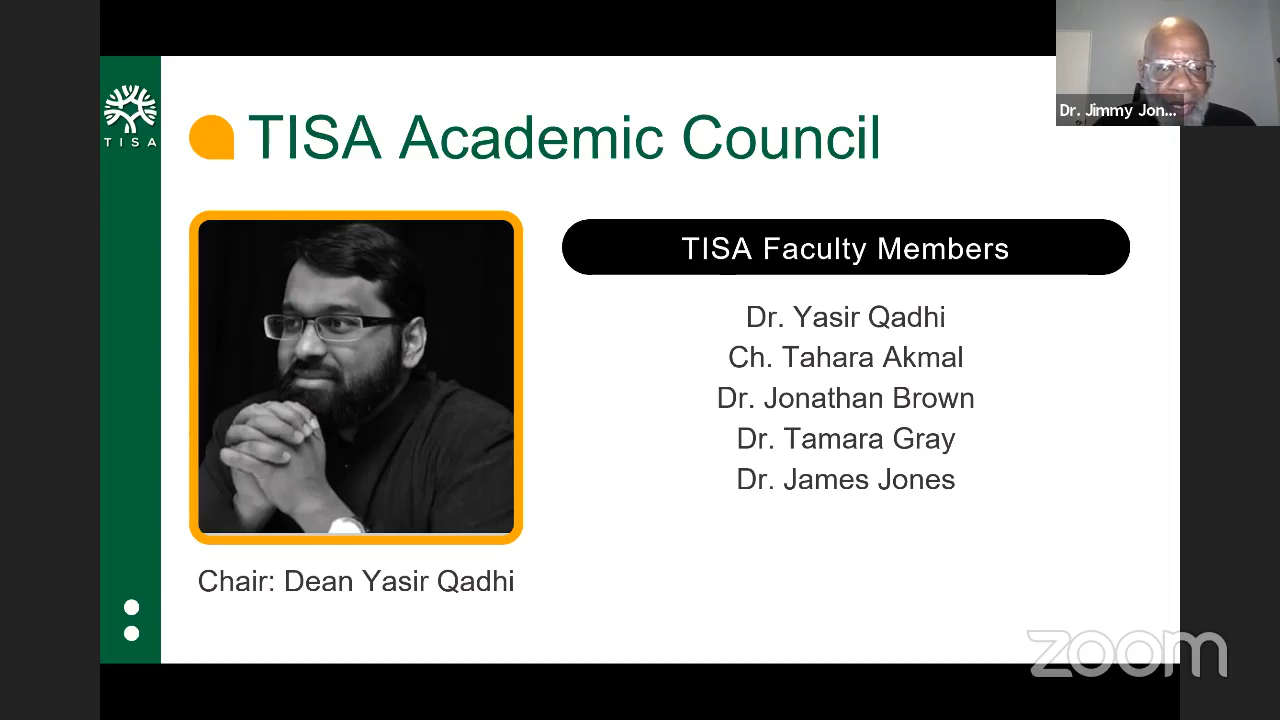 Dr. Jimmy Jon...
TISA
TISA Academic Council
TISA Faculty Members
Dr. Yasir Qadhi
Ch. Tahara Akmal
Dr. Jonathan Brown
Dr. Tamara Gray
Dr. James Jones
Chair: Dean Yasir Qadhi
zoom